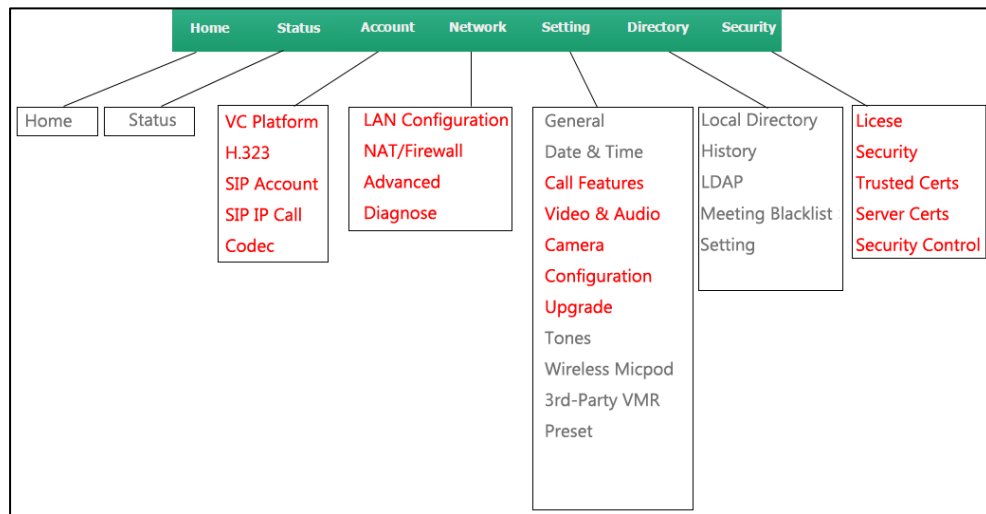 Home
Status
Account
Network
Setting
Directory
Security
Home
Status
VC Platform
H.323
SIP Account
SIP IP Call
Codec
LAN Configuration
NAT/Firewall
Advanced
Diagnose
General
Date & Time
Call Features
Video & Audio
Camera
Configuration
Upgrade
Tones
Wireless Micpod
3rd-Party VMR
Preset
Local Directory
History
LDAP
Meeting Blacklist
Setting
Licese
Security
Trusted Certs
Server Certs
Security Control